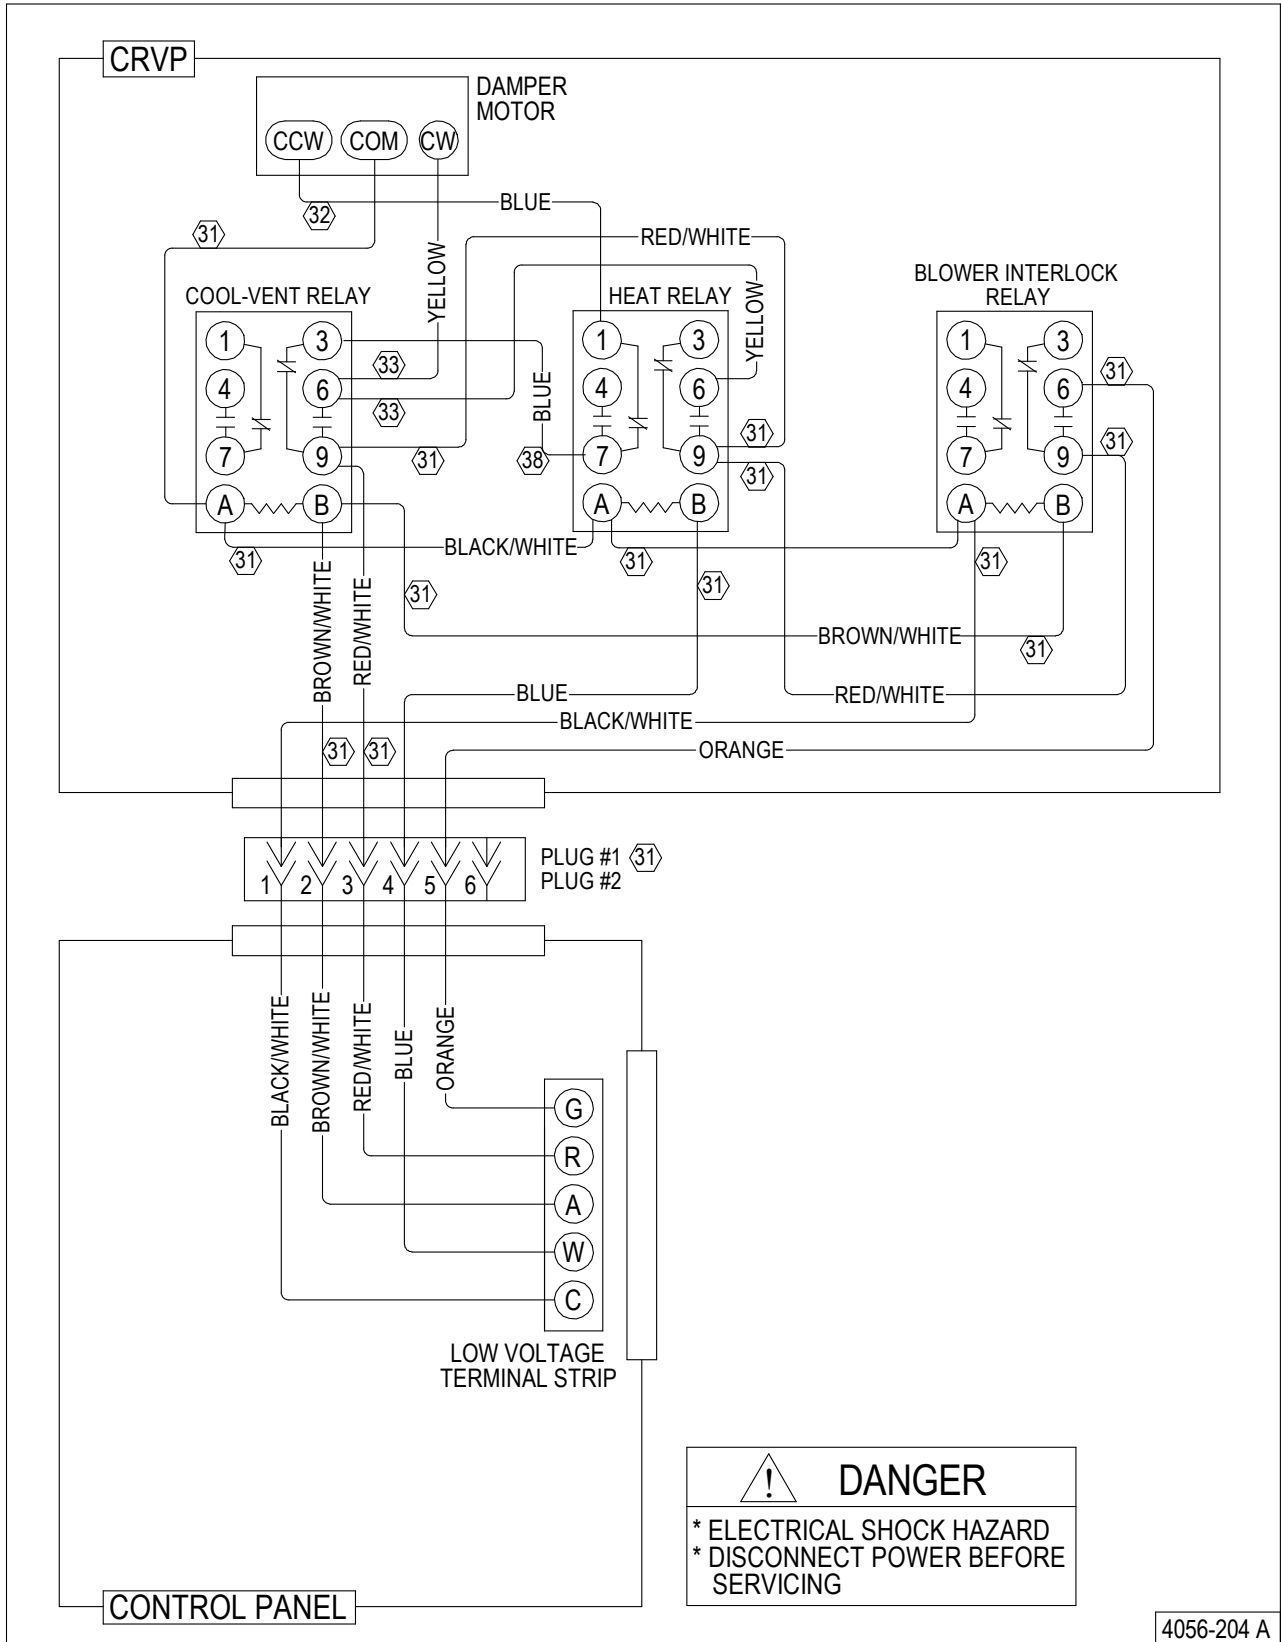 CRVP
DAMPER
MOTOR
CCW COM CW
32 BLUE
31 RED/WHITE
YELLOW
COOL-VENT RELAY
HEAT RELAY
YELLOW
BLOWER INTERLOCK
RELAY
1 3
4 6
7 9
A B
33
33
31
BLUE
38
1 3
4 6
7 9
A B
31
31
1 3
4 6
7 9
A B
31
31
31 BLACK/WHITE 31 31
BROWN/WHITE
RED/WHITE
31
31
BROWN/WHITE 31
BLUE
RED/WHITE
BLACK/WHITE
31 31
ORANGE
PLUG #1 31
PLUG #2
1 2 3 4 5 6
BLACK/WHITE
BROWN/WHITE
RED/WHITE
BLUE
ORANGE
G
R
A
W
C
LOW VOLTAGE
TERMINAL STRIP
! DANGER
* ELECTRICAL SHOCK HAZARD
* DISCONNECT POWER BEFORE
SERVICING
CONTROL PANEL
4056-204 A